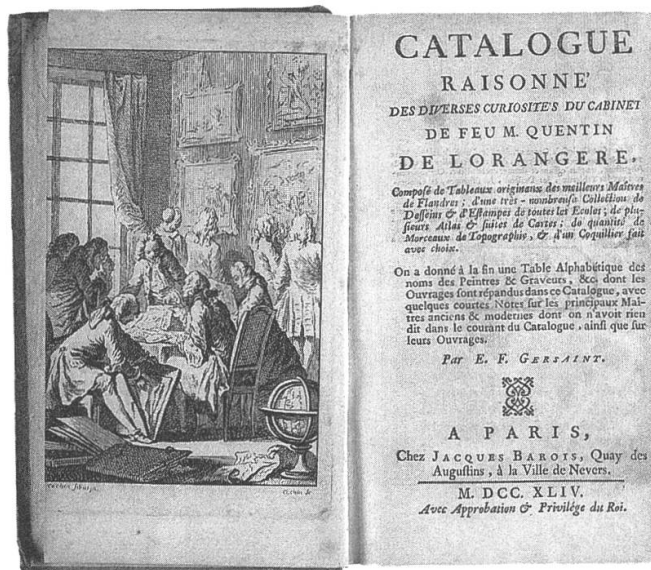 CATALOGUE
RAISONNÉ
DES DIVERSES CURIOSITÉS DU CABINET
DE FEU M. QUENTIN
DE LORANGERE,
Composé de Tableaux originaux des meilleurs Maîtres
de Flandres; d'une très-nombreuse Collection de
Desseins & d'Estampes de toutes les Ecoles; de plu-
sieurs Atlas & suites de Cartes; de quantité de
Morceaux de Topographie, & d'un Coquillier fait
avec choix.
On a donné à la fin une Table Alphabétique des
noms des Peintres & Graveurs, &c. dont les
Ouvrages sont répandus dans ce Catalogue, avec
quelques courtes Notes sur les principaux Maî-
tres anciens & modernes dont on n'avoit rien
dit dans le courant du Catalogue, ainsi que sur
leurs Ouvrages.
Par E. F. GERSAINT.
A PARIS,
Chez JACQUES BAROIS, Quay des
Augustins, à la Ville de Nevers.
M. DCC. XLIV.
Avec Approbation & Privilége du Roi.